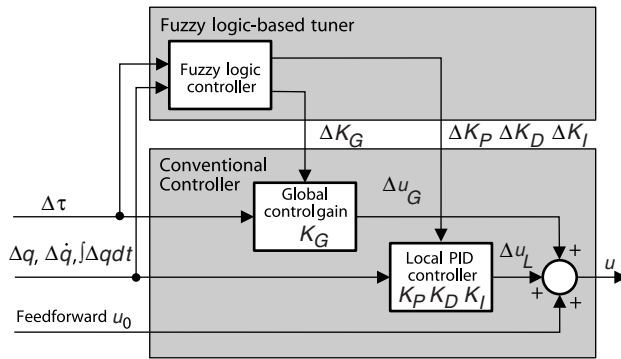 Fuzzy logic-based tuner
Fuzzy logic
controller
ΔK_G
ΔK_P ΔK_D ΔK_I
Conventional
Controller
Δτ
Global
control gain
K_G
Δu_G
Δq, Δq̇, ∫Δqdt
Local PID
controller
K_P K_D K_I
Δu_L
+
+
+
u
Feedforward u_0